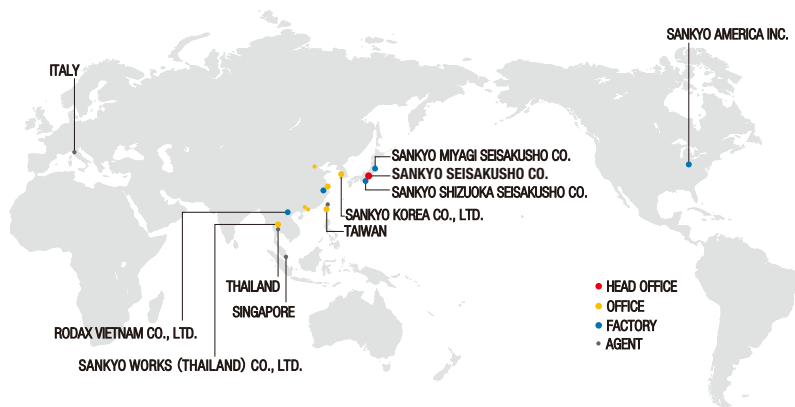 SANKYO AMERICA INC.
ITALY
SANKYO MIYAGI SEISAKUSHO CO.
SANKYO SEISAKUSHO CO.
SANKYO SHIZUOKA SEISAKUSHO CO.
SANKYO KOREA CO., LTD.
TAIWAN
THAILAND
SINGAPORE
RODAX VIETNAM CO., LTD.
SANKYO WORKS (THAILAND) CO., LTD.
HEAD OFFICE
OFFICE
FACTORY
AGENT